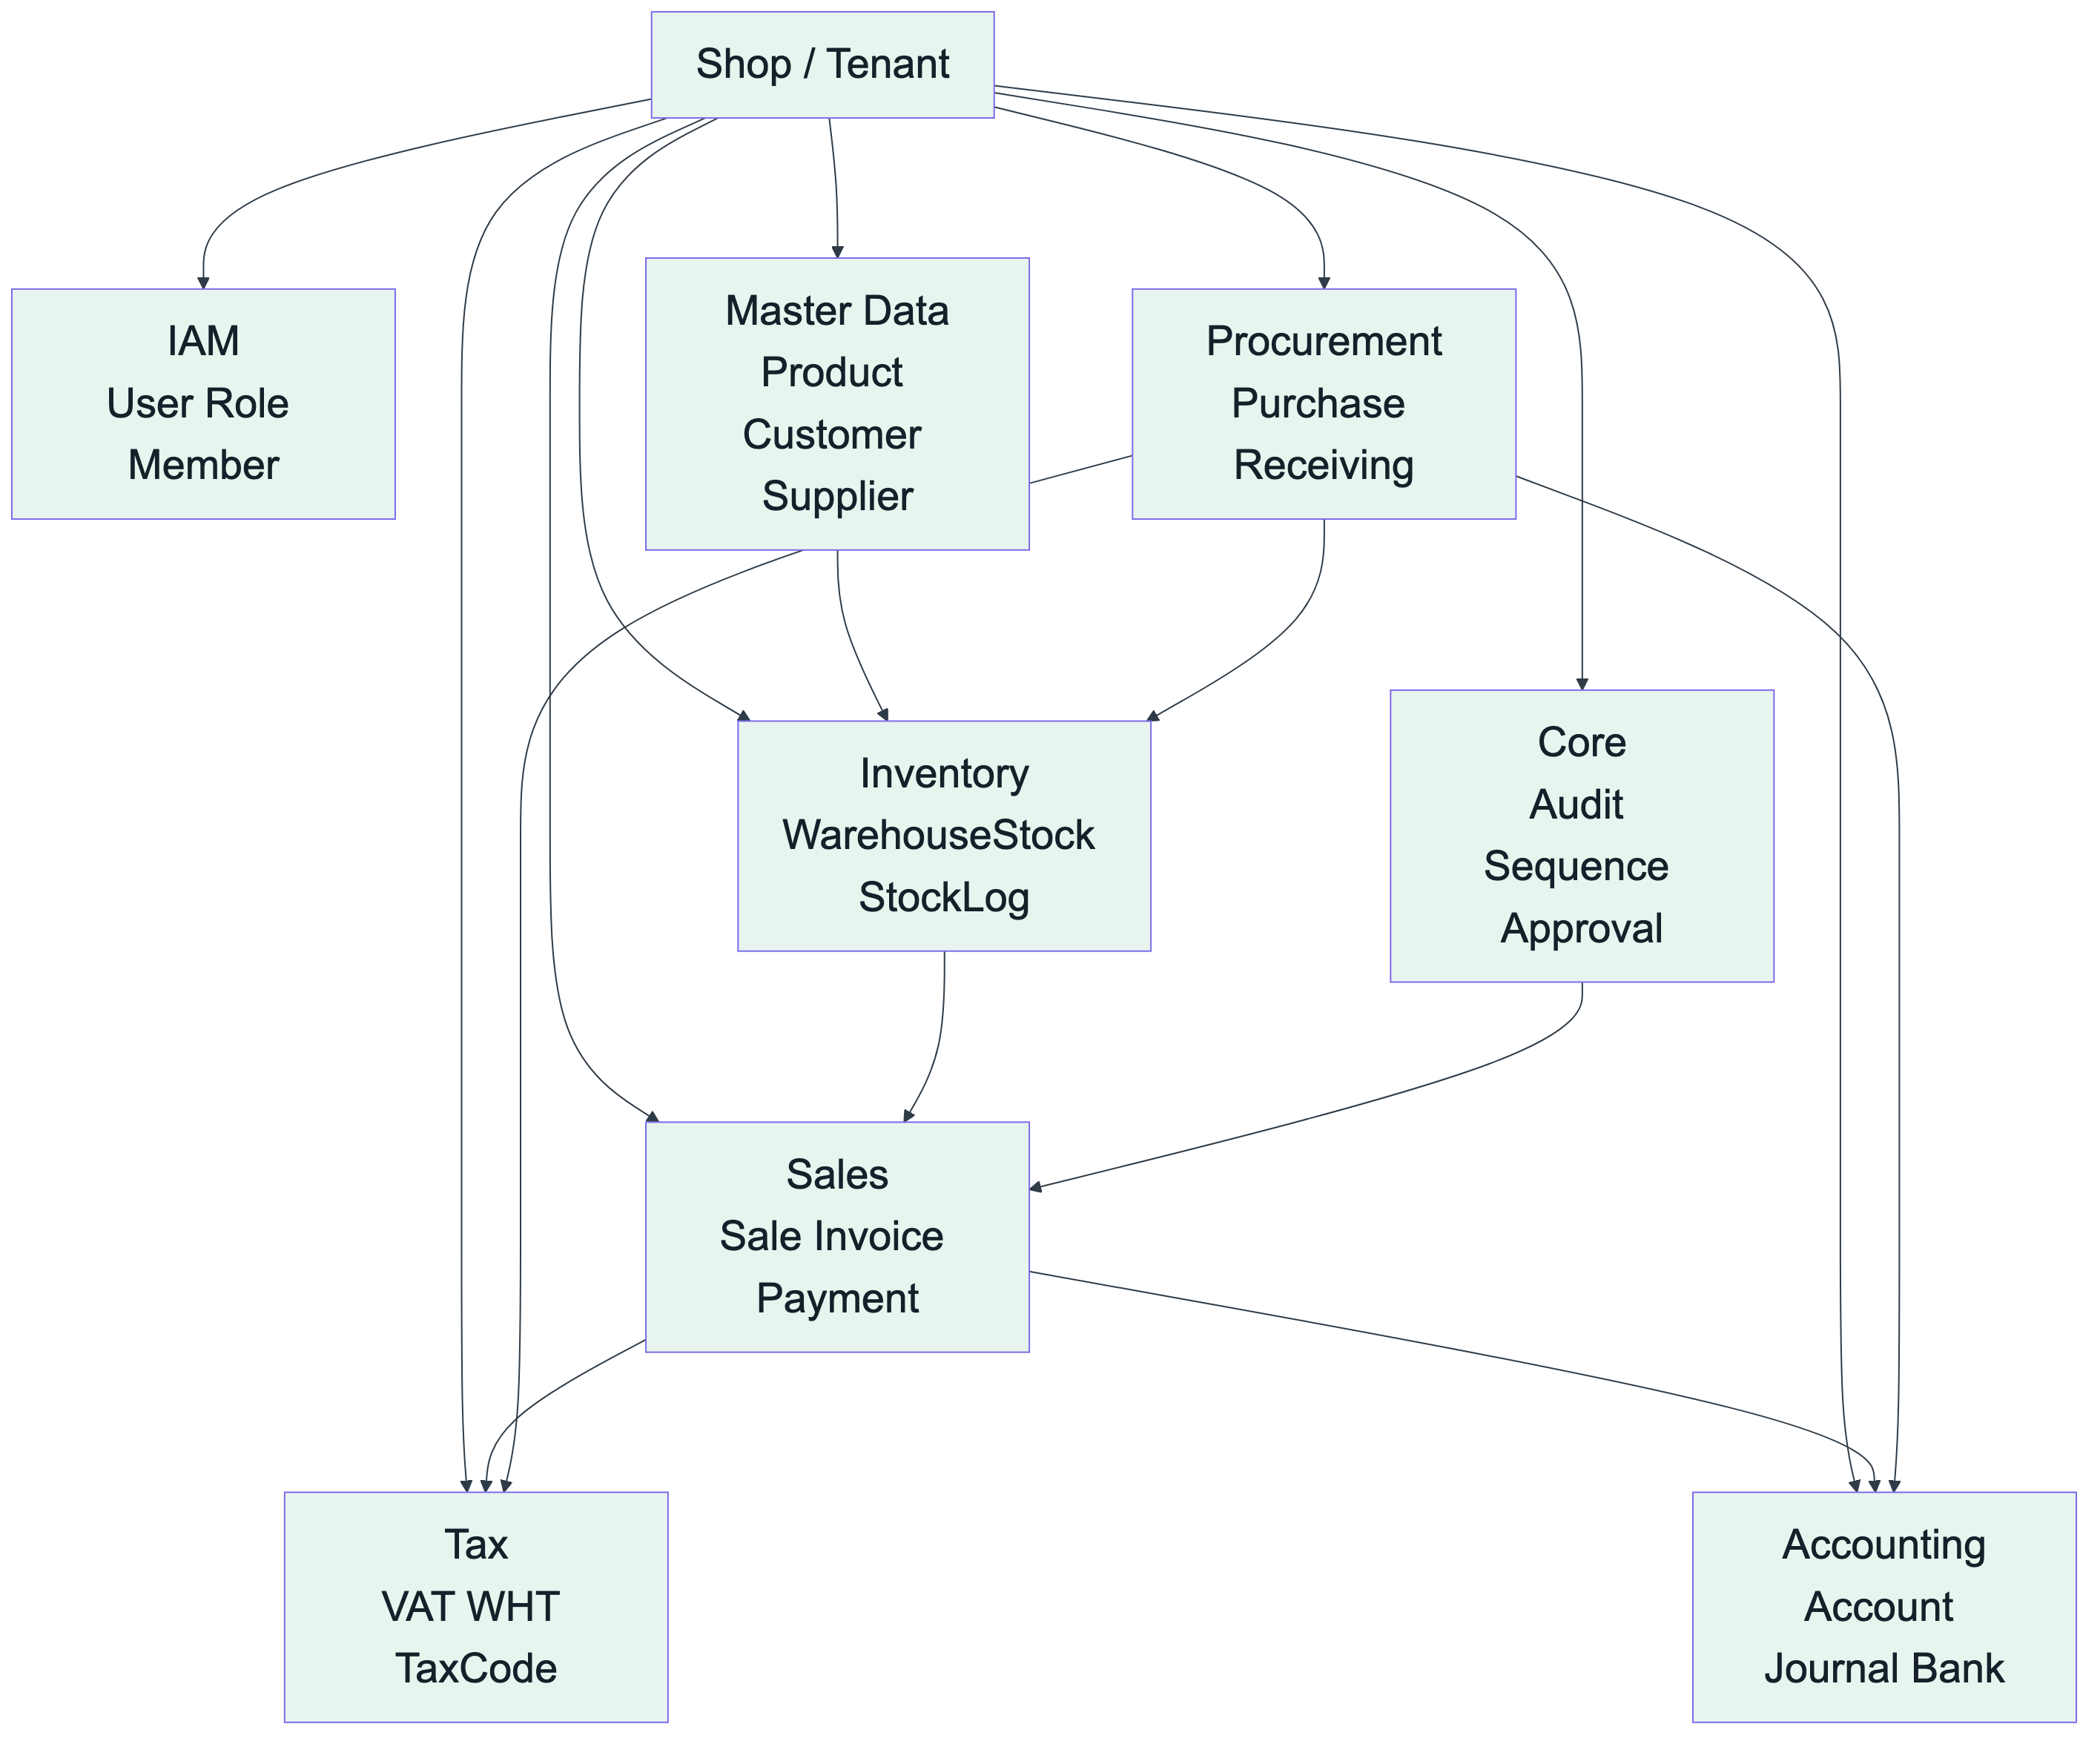 Shop / Tenant
IAM
User Role
Member
Master Data
Product
Customer
Supplier
Procurement
Purchase
Receiving
Inventory
WarehouseStock
StockLog
Core
Audit
Sequence
Approval
Sales
Sale Invoice
Payment
Tax
VAT WHT
TaxCode
Accounting
Account
Journal Bank